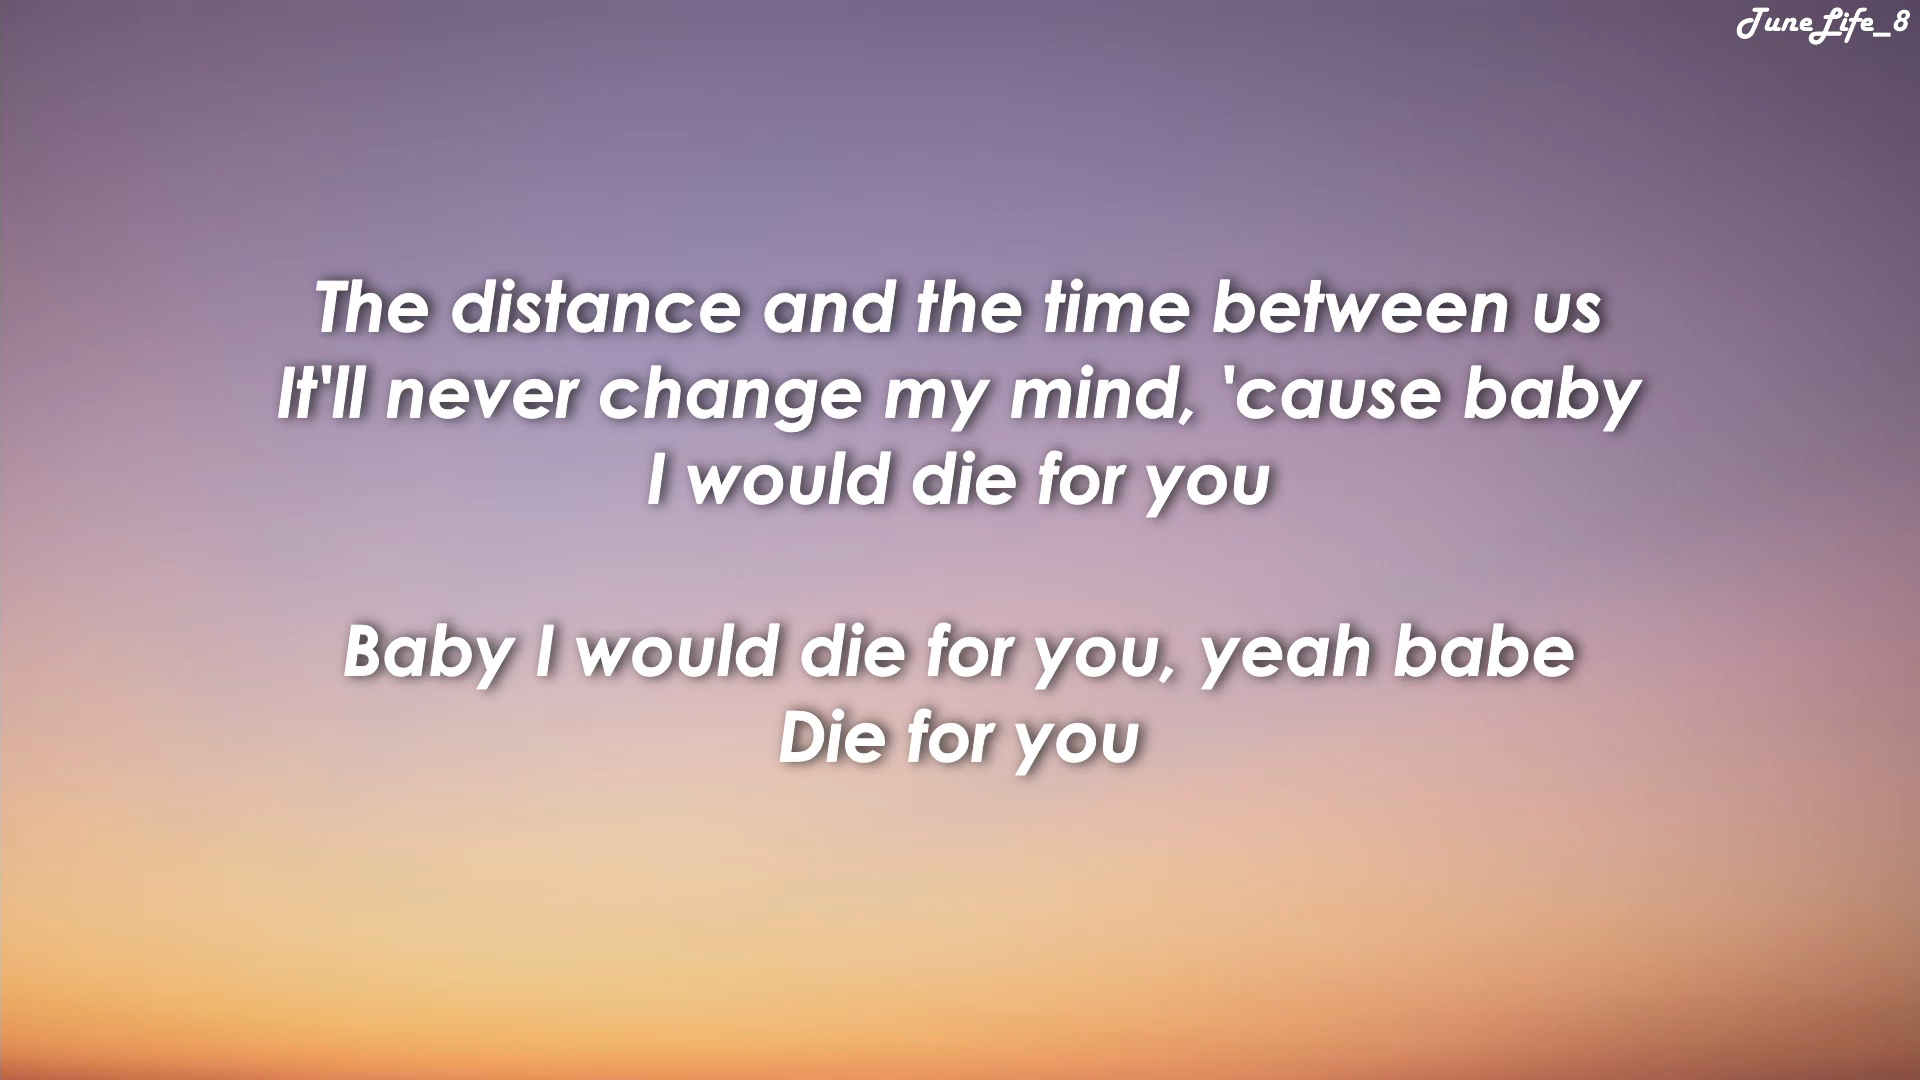 TuneLife_8
The distance and the time between us
It'll never change my mind, 'cause baby
I would die for you
Baby I would die for you, yeah babe
Die for you